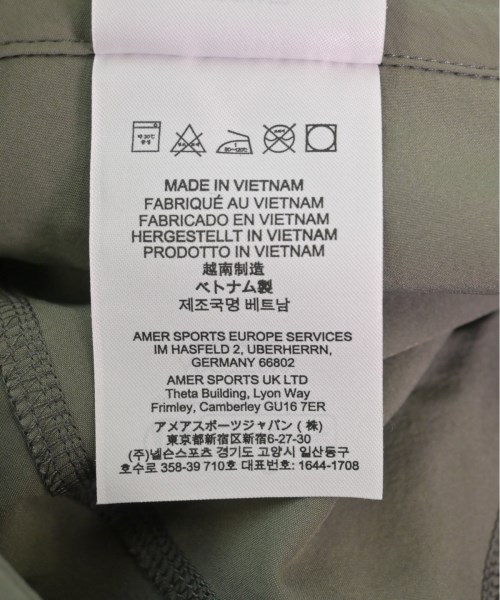 MADE IN VIETNAM
FABRIQUÉ AU VIETNAM
FABRICADO EN VIETNAM
HERGESTELLT IN VIETNAM
PRODOTTO IN VIETNAM
越南制造
ベトナム製
제조국명 베트남
AMER SPORTS EUROPE SERVICES
IM HASFELD 2, UBERHERRN,
GERMANY 66802
AMER SPORTS UK LTD
Theta Building, Lyon Way
Frimley, Camberley GU16 7ER
アメアスポーツジャパン (株)
東京都新宿区新宿6-27-30
(주)넬슨스포츠 경기도 고양시 일산동구
호수로 358-39 710호 대표번호: 1644-1708